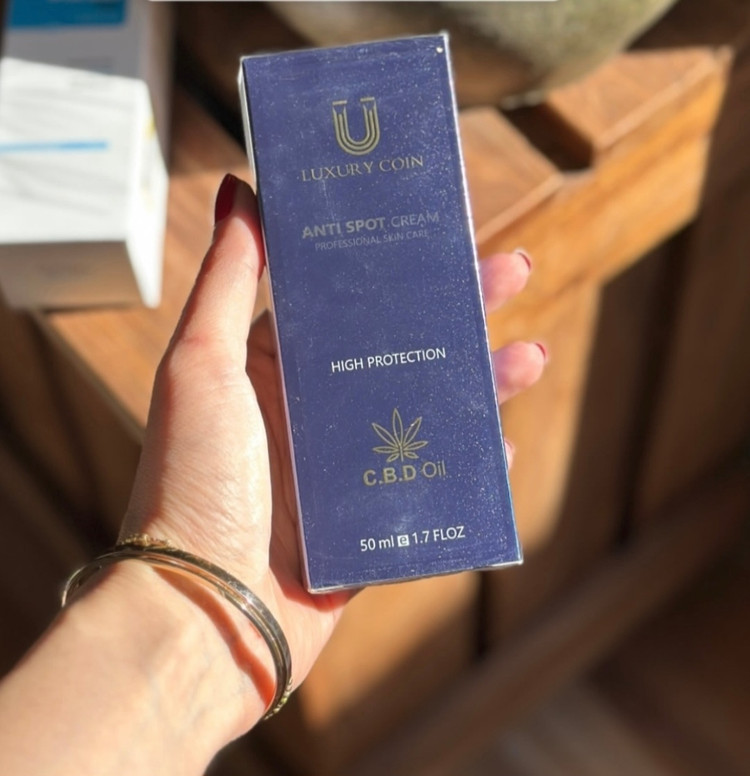 LUXURY COIN
ANTI SPOT CREAM
PROFESSIONAL SKIN CARE
HIGH PROTECTION
C.B.D Oil
50 ml e 1.7 FLOZ